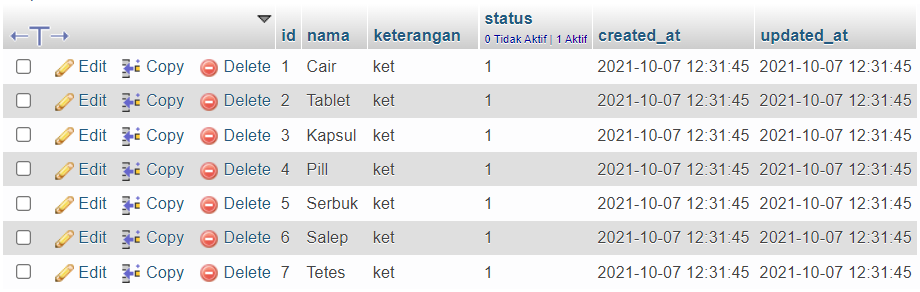 id nama keterangan status created_at updated_at
0 Tidak Aktif | 1 Aktif
Edit Copy Delete 1 Cair ket 1 2021-10-07 12:31:45 2021-10-07 12:31:45
Edit Copy Delete 2 Tablet ket 1 2021-10-07 12:31:45 2021-10-07 12:31:45
Edit Copy Delete 3 Kapsul ket 1 2021-10-07 12:31:45 2021-10-07 12:31:45
Edit Copy Delete 4 Pill ket 1 2021-10-07 12:31:45 2021-10-07 12:31:45
Edit Copy Delete 5 Serbuk ket 1 2021-10-07 12:31:45 2021-10-07 12:31:45
Edit Copy Delete 6 Salep ket 1 2021-10-07 12:31:45 2021-10-07 12:31:45
Edit Copy Delete 7 Tetes ket 1 2021-10-07 12:31:45 2021-10-07 12:31:45